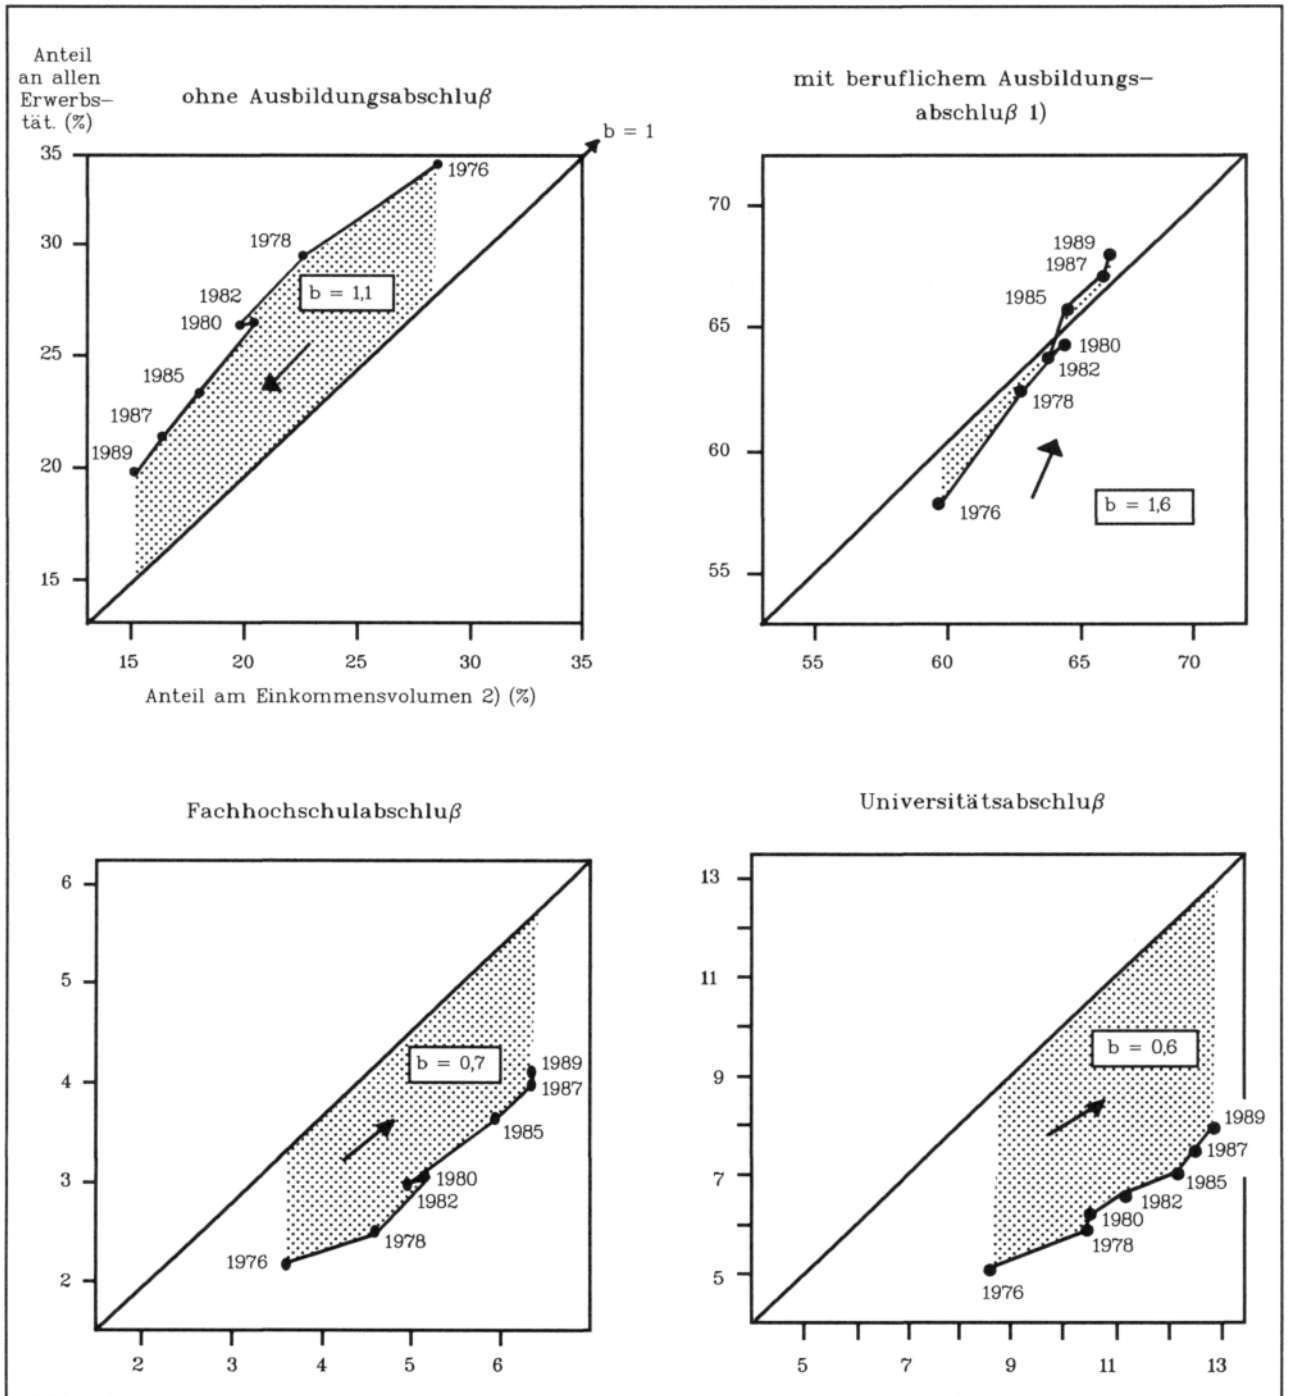 Anteil
an allen
Erwerbs–
tät. (%)
ohne Ausbildungsabschluß
b = 1
35
30
25
20
15
1976
1978
1982
1980
1985
1987
1989
b = 1,1
15 20 25 30 35
Anteil am Einkommensvolumen 2) (%)
mit beruflichem Ausbildungs–
abschluß 1)
70
65
60
55
1989
1987
1985
1980
1982
1978
1976
b = 1,6
55 60 65 70
Fachhochschulabschluß
6
5
4
3
2
b = 0,7
1989
1987
1985
1980
1982
1978
1976
2 3 4 5 6
Universitätsabschluß
13
11
9
7
5
b = 0,6
1989
1987
1985
1982
1980
1978
1976
5 7 9 11 13